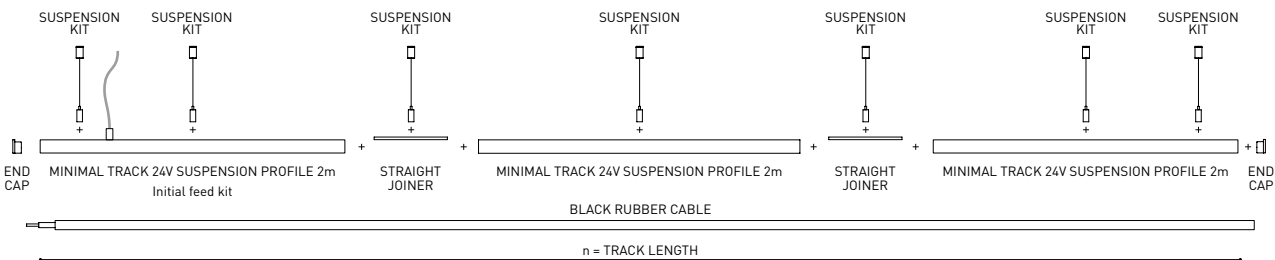 SUSPENSION
KIT
SUSPENSION
KIT
SUSPENSION
KIT
SUSPENSION
KIT
SUSPENSION
KIT
SUSPENSION
KIT
SUSPENSION
KIT
+ + + + + + +
+ + + + +
END
CAP
MINIMAL TRACK 24V SUSPENSION PROFILE 2m
Initial feed kit
STRAIGHT
JOINER
MINIMAL TRACK 24V SUSPENSION PROFILE 2m
STRAIGHT
JOINER
MINIMAL TRACK 24V SUSPENSION PROFILE 2m
END
CAP
BLACK RUBBER CABLE
n = TRACK LENGTH